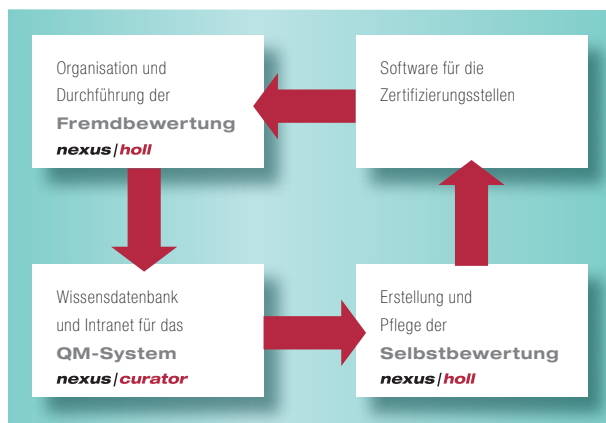 Organisation und
Durchführung der
Fremdbewertung
nexus|holl
Software für die
Zertifizierungsstellen
Wissensdatenbank
und Intranet für das
QM-System
nexus|curator
Erstellung und
Pflege der
Selbstbewertung
nexus|holl